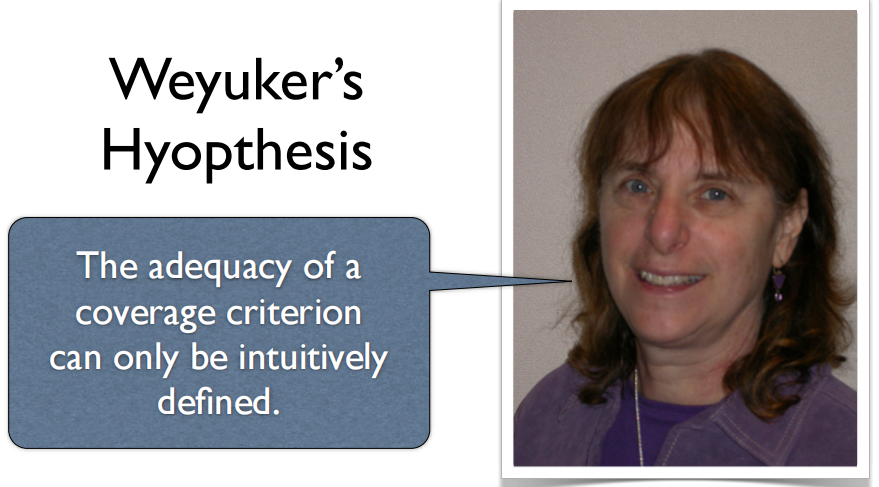 Weyuker’s
Hyopthesis
The adequacy of a
coverage criterion
can only be intuitively
defined.